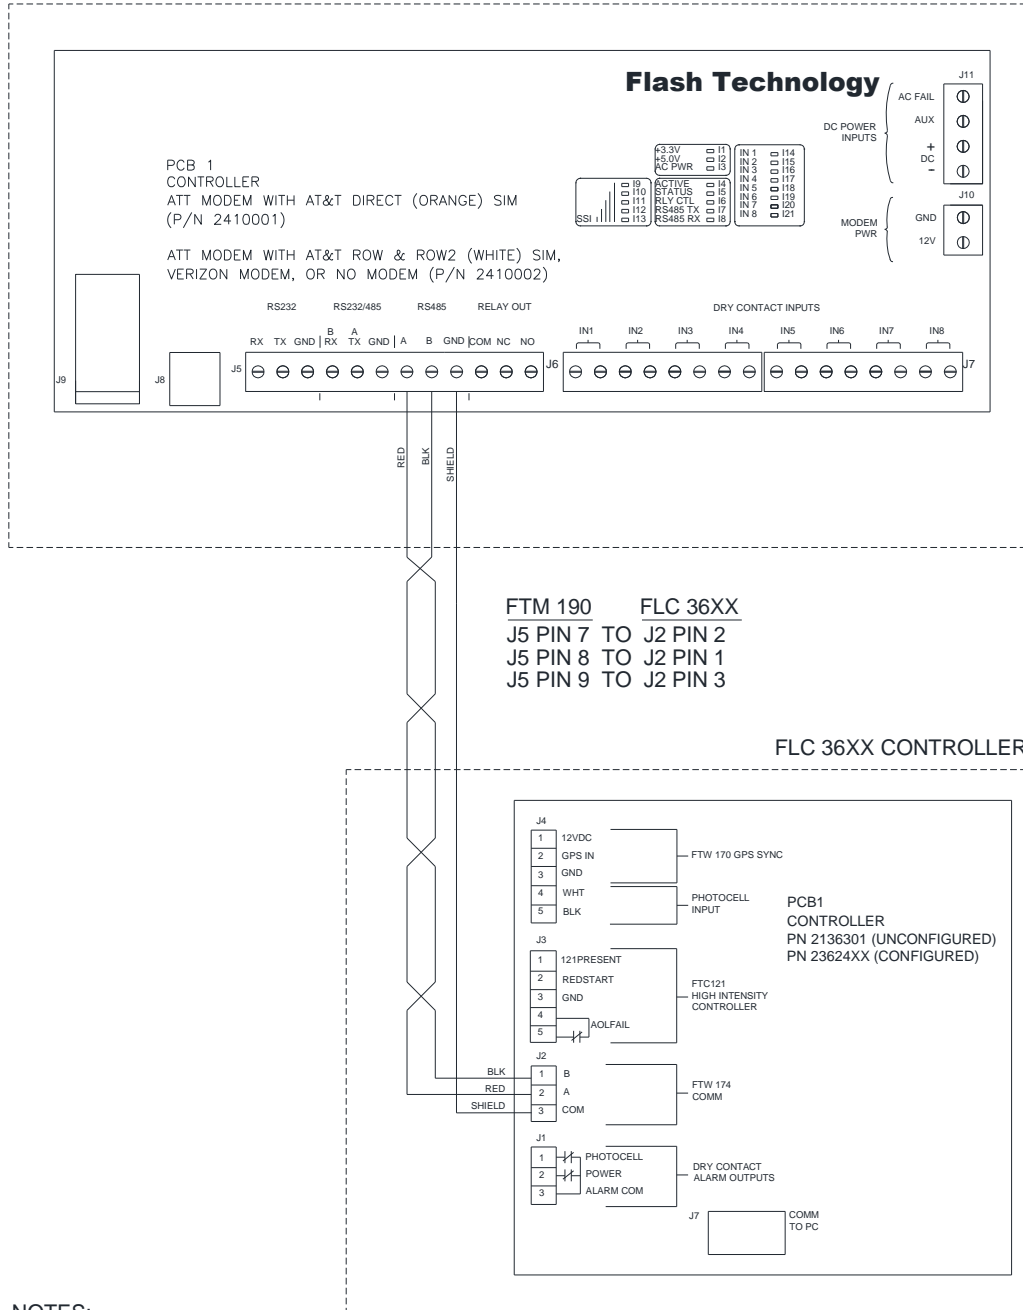 Flash Technology
J11
AC FAIL
AUX
+
DC
-
DC POWER
INPUTS
J10
GND
12V
MODEM
PWR
PCB 1
CONTROLLER
ATT MODEM WITH AT&T DIRECT (ORANGE) SIM
(P/N 2410001)
ATT MODEM WITH AT&T ROW & ROW2 (WHITE) SIM,
VERIZON MODEM, OR NO MODEM (P/N 2410002)
+3.3V I1
+5.0V I2
AC PWR I3
ACTIVE I4
STATUS I5
RLY CTL I6
RS485 TX I7
RS485 RX I8
I9
I10
I11
I12
SSI I13
IN 1 I14
IN 2 I15
IN 3 I16
IN 4 I17
IN 5 I18
IN 6 I19
IN 7 I20
IN 8 I21
RS232 RS232/485 RS485 RELAY OUT
DRY CONTACT INPUTS
B A
RX TX GND RX TX GND A B GND COM NC NO
IN1 IN2 IN3 IN4 IN5 IN6 IN7 IN8
J9 J8 J5 J6 J7
RED
BLK
SHIELD
FTM 190 FLC 36XX
J5 PIN 7 TO J2 PIN 2
J5 PIN 8 TO J2 PIN 1
J5 PIN 9 TO J2 PIN 3
FLC 36XX CONTROLLER
J4
1 12VDC
2 GPS IN
3 GND
4 WHT
5 BLK
FTW 170 GPS SYNC
PHOTOCELL
INPUT
PCB1
CONTROLLER
PN 2136301 (UNCONFIGURED)
PN 23624XX (CONFIGURED)
J3
1 121PRESENT
2 REDSTART
3 GND
4
5
AOLFAIL
FTC121
HIGH INTENSITY
CONTROLLER
J2
BLK 1 B
RED 2 A
SHIELD 3 COM
FTW 174
COMM
J1
1 PHOTOCELL
2 POWER
3 ALARM COM
DRY CONTACT
ALARM OUTPUTS
J7
COMM
TO PC
NOTES: